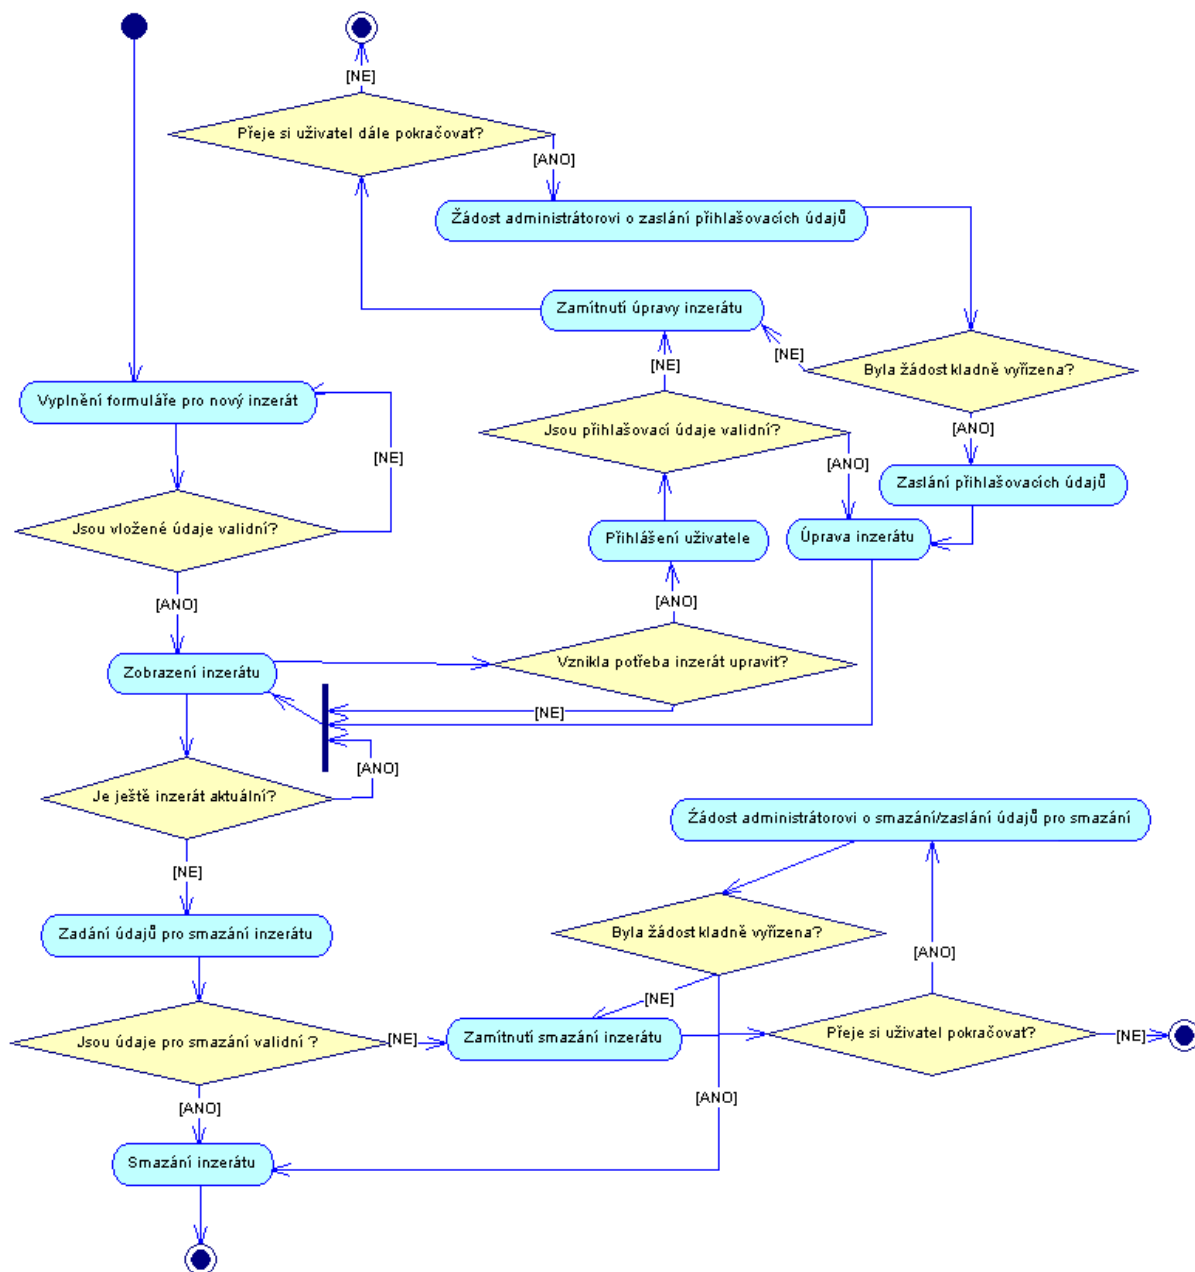 [NE]
Přeje si uživatel dále pokračovat?
[ANO]
Žádost administrátorovi o zaslání přihlašovacích údajů
Zamítnutí úpravy inzerátu
[NE]
[NE]
Byla žádost kladně vyřízena?
Vyplnění formuláře pro nový inzerát
Jsou přihlašovací údaje validní?
[ANO]
[NE]
[ANO]
Zaslání přihlašovacích údajů
Jsou vložené údaje validní?
Přihlášení uživatele
Úprava inzerátu
[ANO]
[ANO]
Zobrazení inzerátu
Vznikla potřeba inzerát upravit?
[NE]
[ANO]
Je ještě inzerát aktuální?
Žádost administrátorovi o smazání/zaslání údajů pro smazání
[NE]
Zadání údajů pro smazání inzerátu
Byla žádost kladně vyřízena?
[ANO]
[NE]
Jsou údaje pro smazání validní ?
[NE]
Zamítnutí smazání inzerátu
Přeje si uživatel pokračovat?
[NE]
[ANO]
[ANO]
Smazání inzerátu